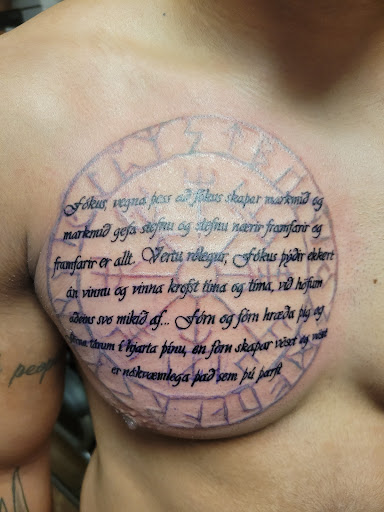 Fókus, vegna þess að fókus skapar markmið og
markmið gefa stefnu og stefnu nærir framfarir og
framfarir er allt. Vertu rólegur, Fókus þýðir ekkert
án vinnu og vinna krefst tíma og tíma, við höfum
aðeins svo mikið af... Fórn og fórn hræða þig og
tárum í hjarta þínu, en fórn skapar vöxt og vöxt
er nákvæmlega það sem þú þarft
people